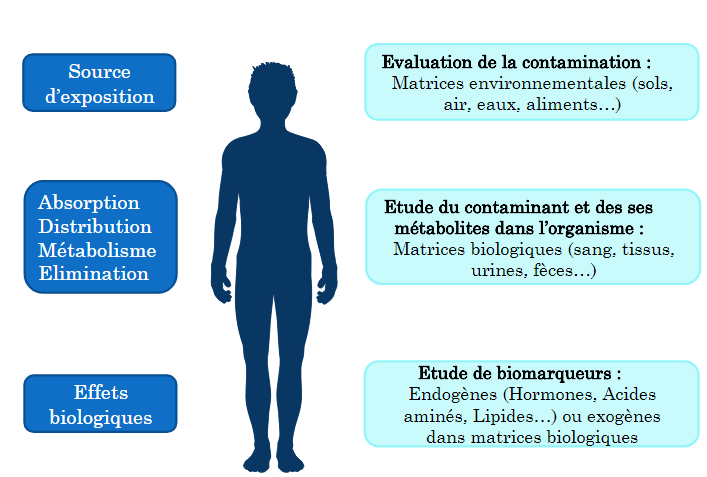 Source
d'exposition
Evaluation de la contamination :
Matrices environnementales (sols,
air, eaux, aliments…)
Absorption
Distribution
Métabolisme
Elimination
Etude du contaminant et des ses
métabolites dans l'organisme :
Matrices biologiques (sang, tissus,
urines, fèces…)
Effets
biologiques
Etude de biomarqueurs :
Endogènes (Hormones, Acides
aminés, Lipides…) ou exogènes
dans matrices biologiques